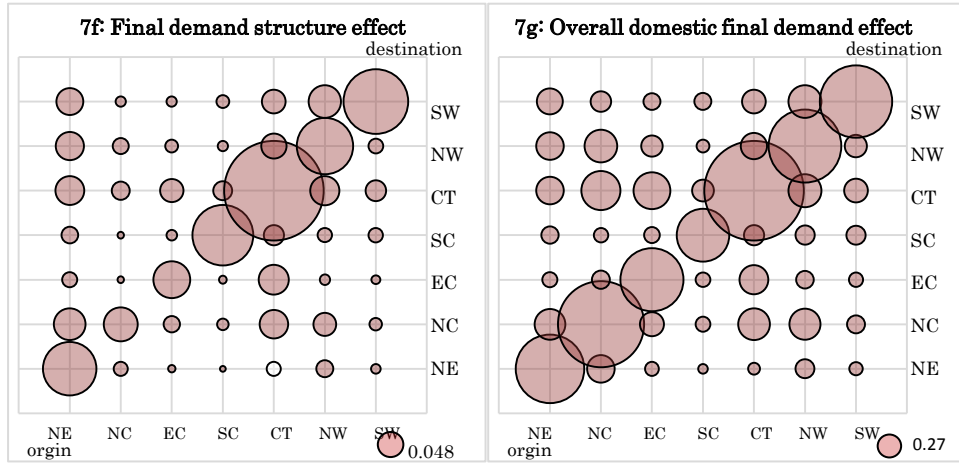 7f: Final demand structure effect
destination
SW
NW
CT
SC
EC
NC
NE
NE NC EC SC CT NW SW
orgin
0.048
7g: Overall domestic final demand effect
destination
SW
NW
CT
SC
EC
NC
NE
NE NC EC SC CT NW SW
orgin
0.27